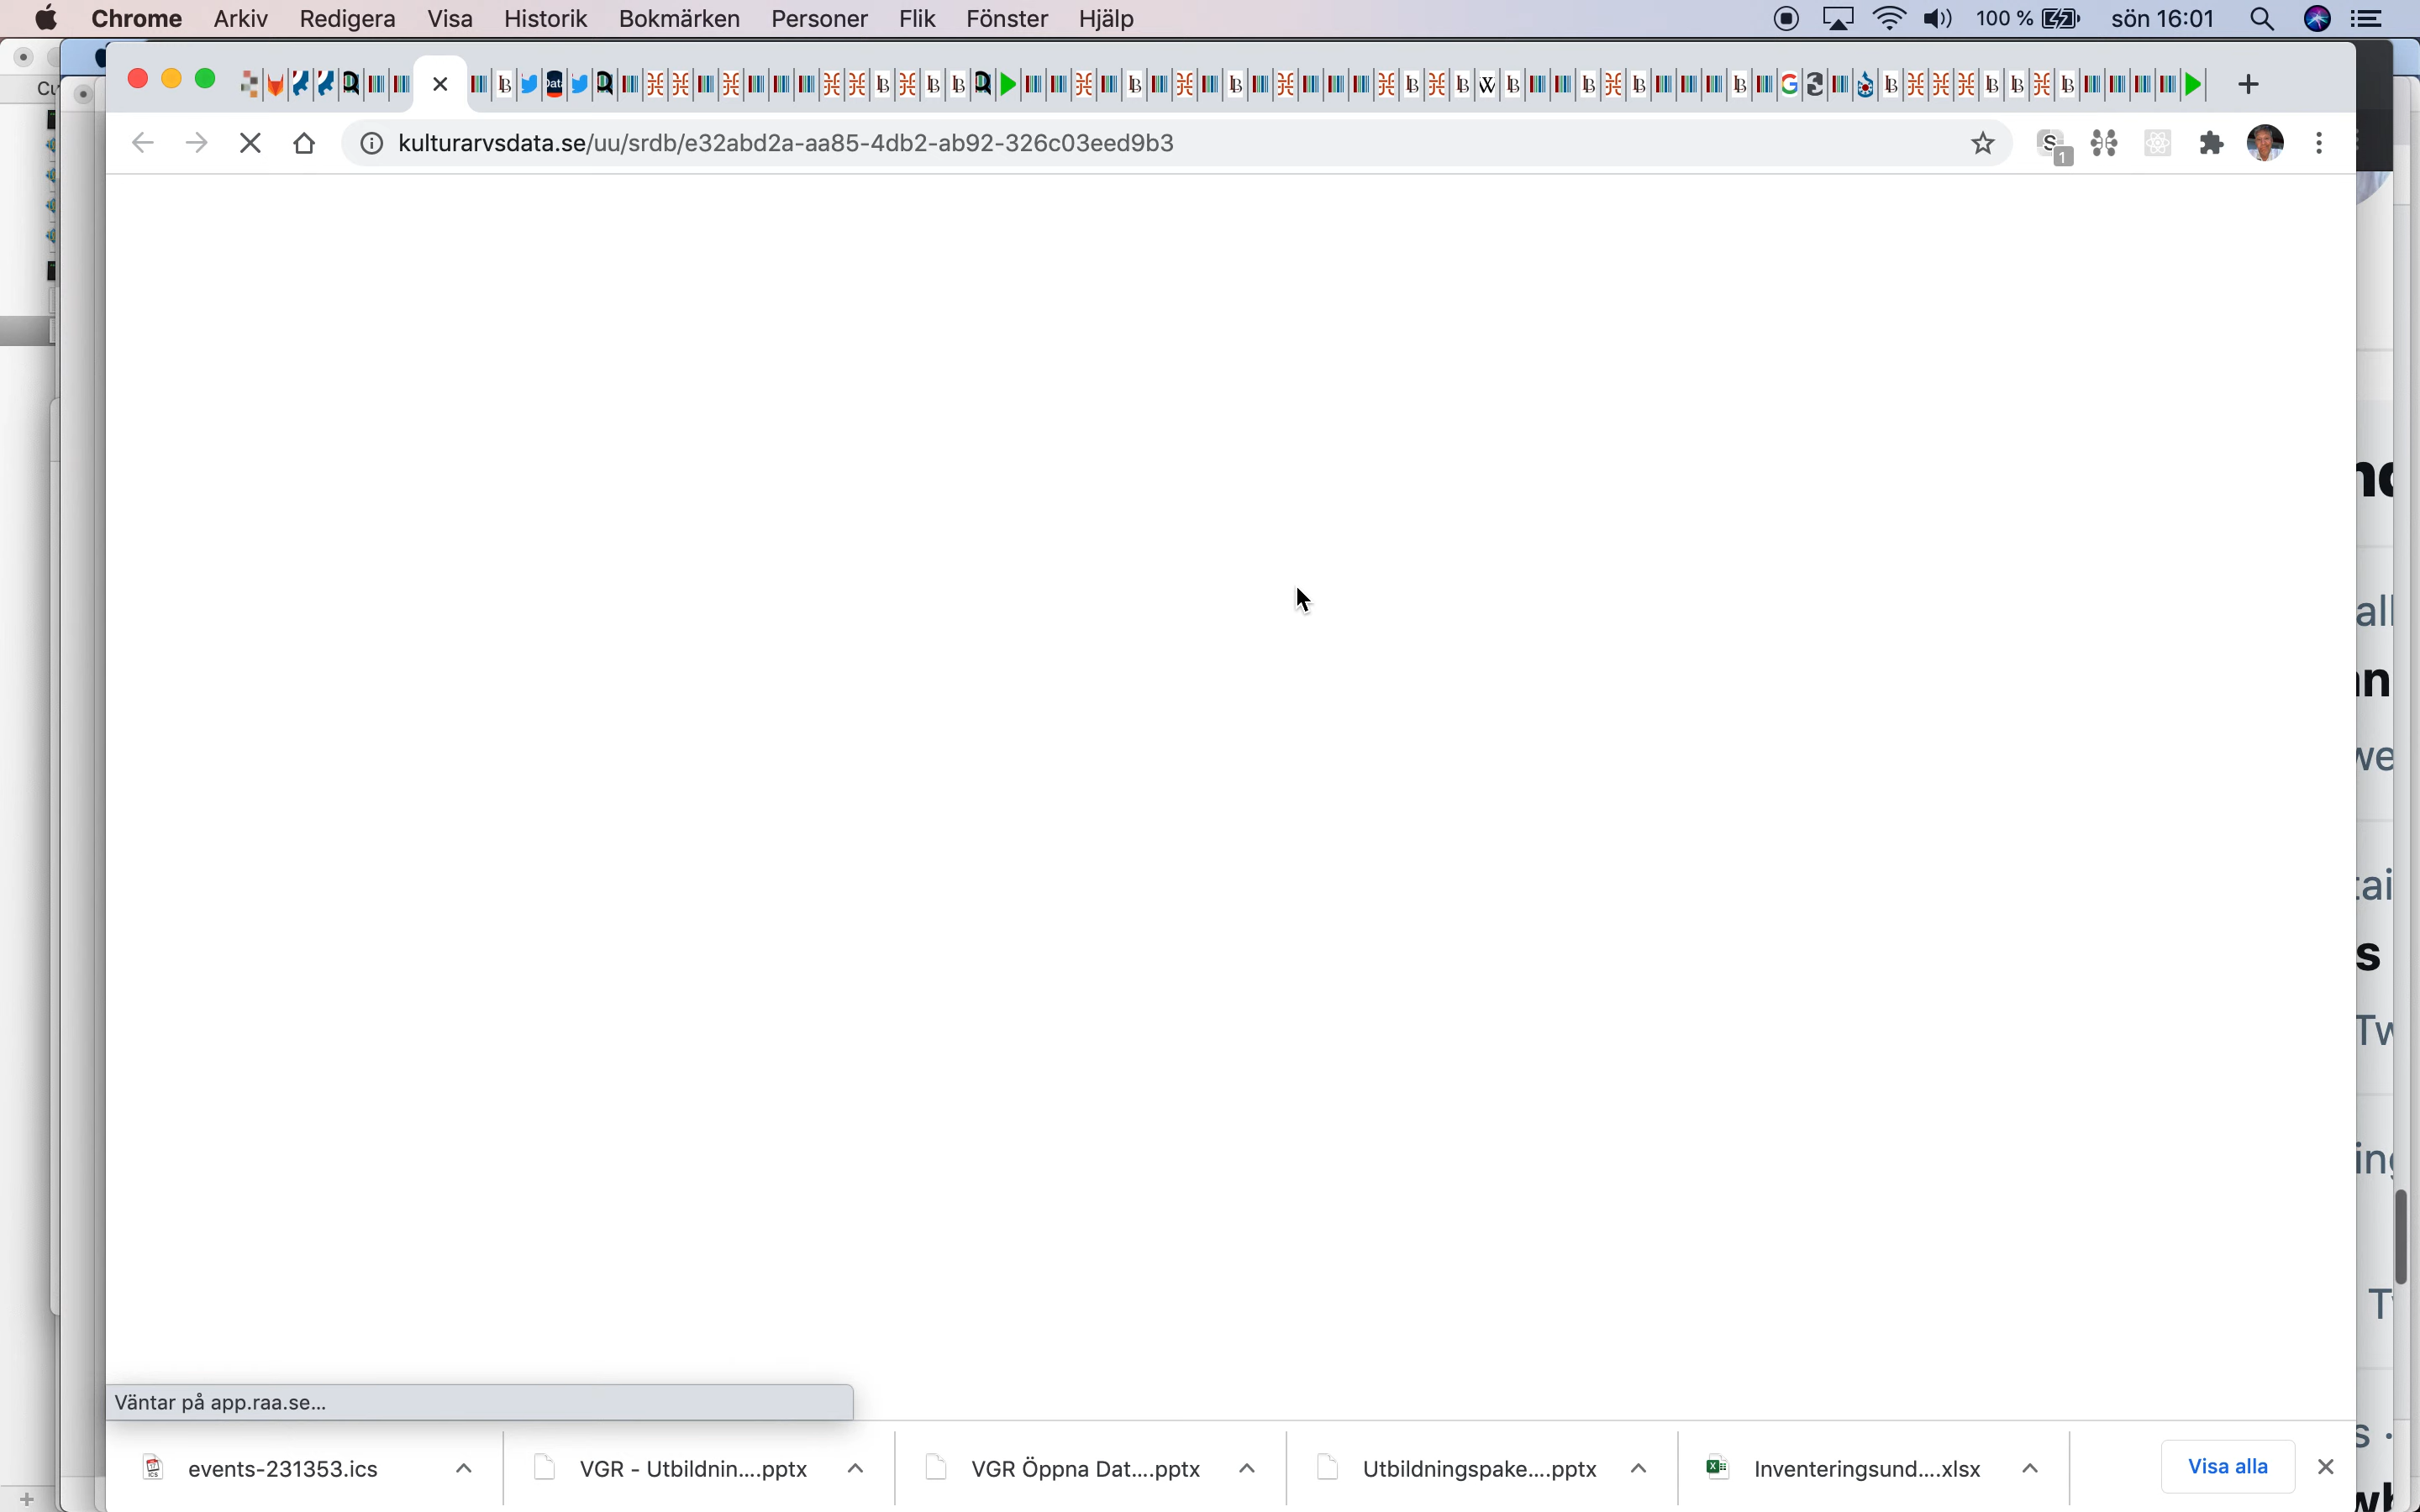 Chrome Arkiv Redigera Visa Historik Bokmärken Personer Flik Fönster Hjälp 100 % sön 16:01
kulturarvsdata.se/uu/srdb/e32abd2a-aa85-4db2-ab92-326c03eed9b3
S
1
Väntar på app.raa.se...
events-231353.ics VGR - Utbildnin....pptx VGR Öppna Dat....pptx Utbildningspake....pptx Inventeringsund....xlsx Visa alla